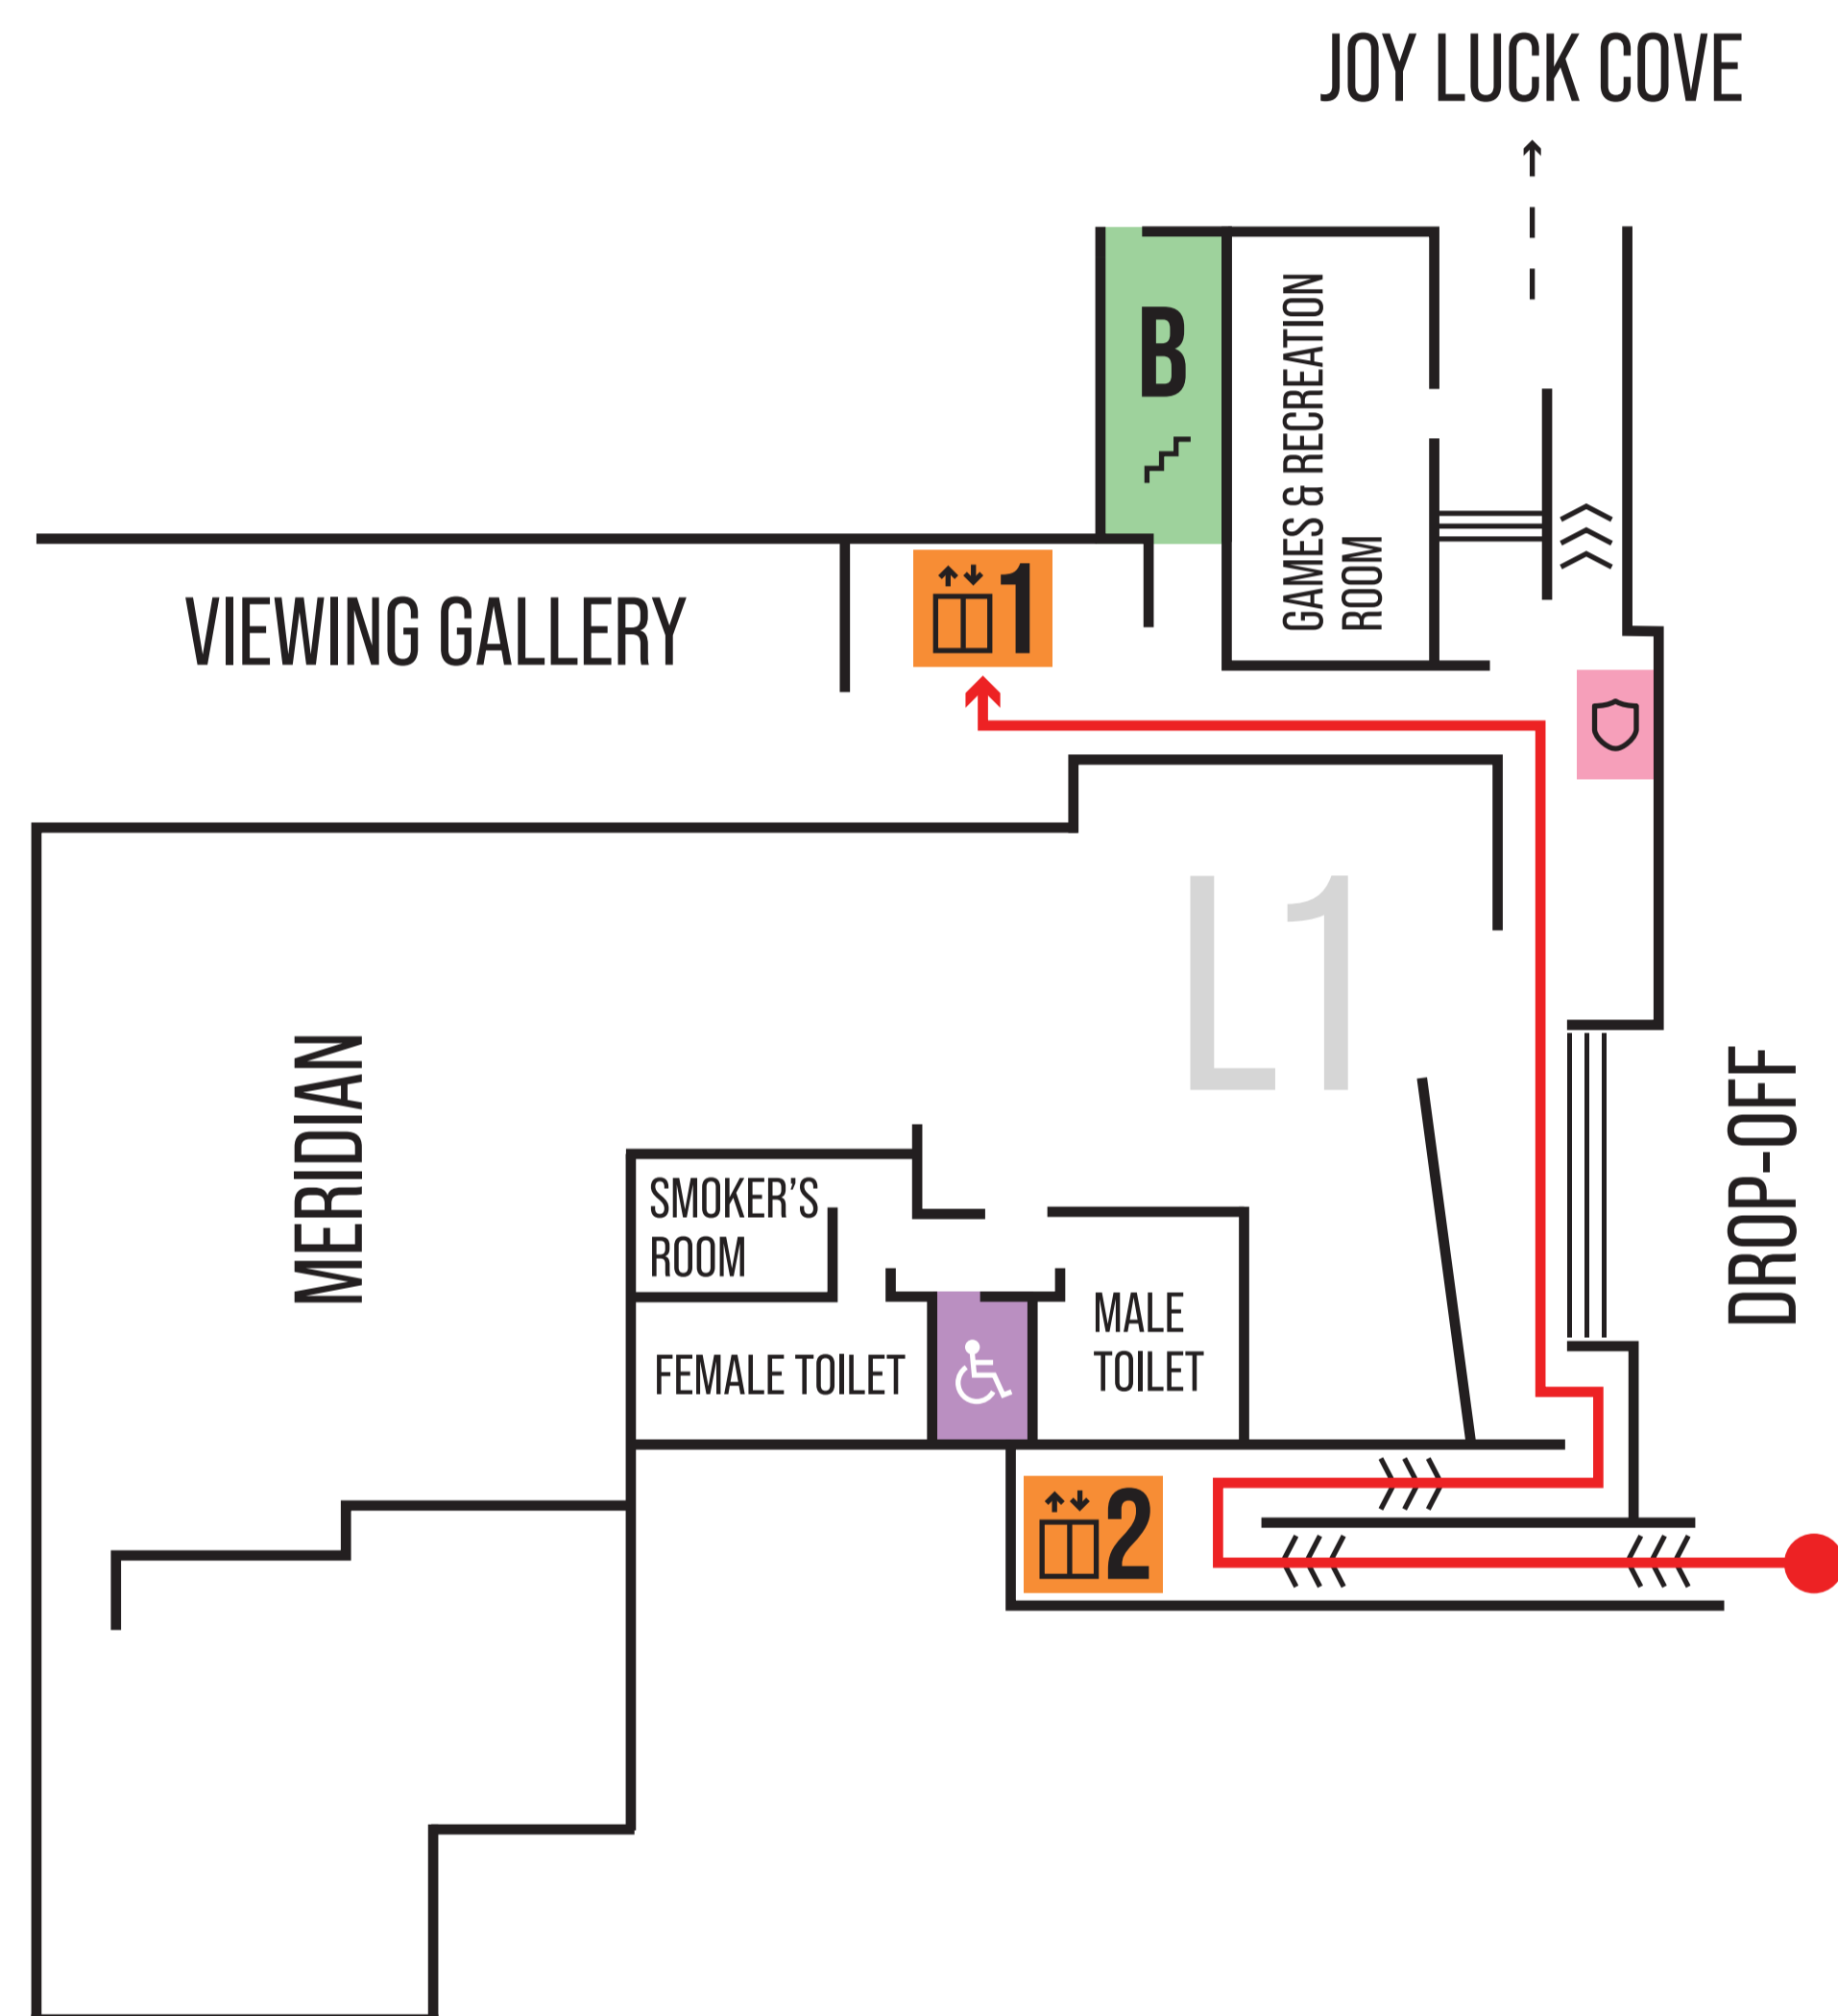 JOY LUCK COVE
B
GAMES & RECREATION
ROOM
VIEWING GALLERY
1
L1
MERIDIAN
DROP-OFF
SMOKER'S
ROOM
FEMALE TOILET
MALE
TOILET
2